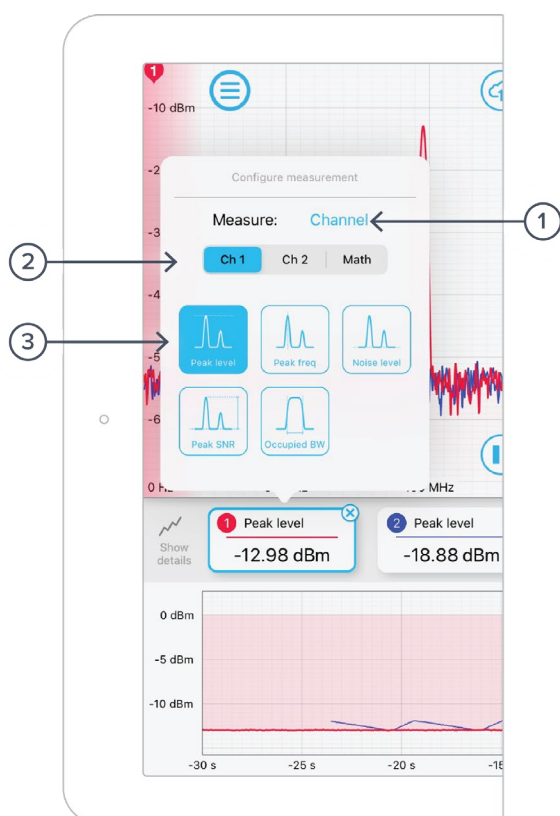 1
-10 dBm
-2
Configure measurement
Measure: Channel
1
-3
2
Ch 1 Ch 2 Math
-4
3
Peak level Peak freq Noise level
-5
-6
Peak SNR Occupied BW
0 H
MHz
1 Peak level 2 Peak level
Show
details
-12.98 dBm -18.88 dBm
0 dBm
-5 dBm
-10 dBm
-30 s -25 s -20 s -15